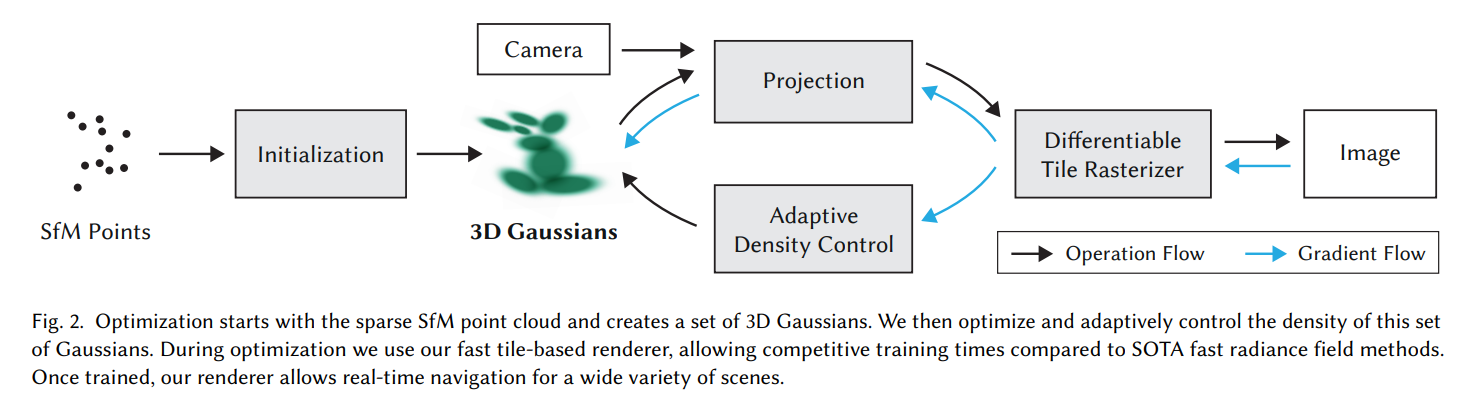 Camera
Projection
Initialization
Differentiable
Tile Rasterizer
Image
SfM Points
3D Gaussians
Adaptive
Density Control
Operation Flow
Gradient Flow
Fig. 2. Optimization starts with the sparse SfM point cloud and creates a set of 3D Gaussians. We then optimize and adaptively control the density of this set
of Gaussians. During optimization we use our fast tile-based renderer, allowing competitive training times compared to SOTA fast radiance field methods.
Once trained, our renderer allows real-time navigation for a wide variety of scenes.